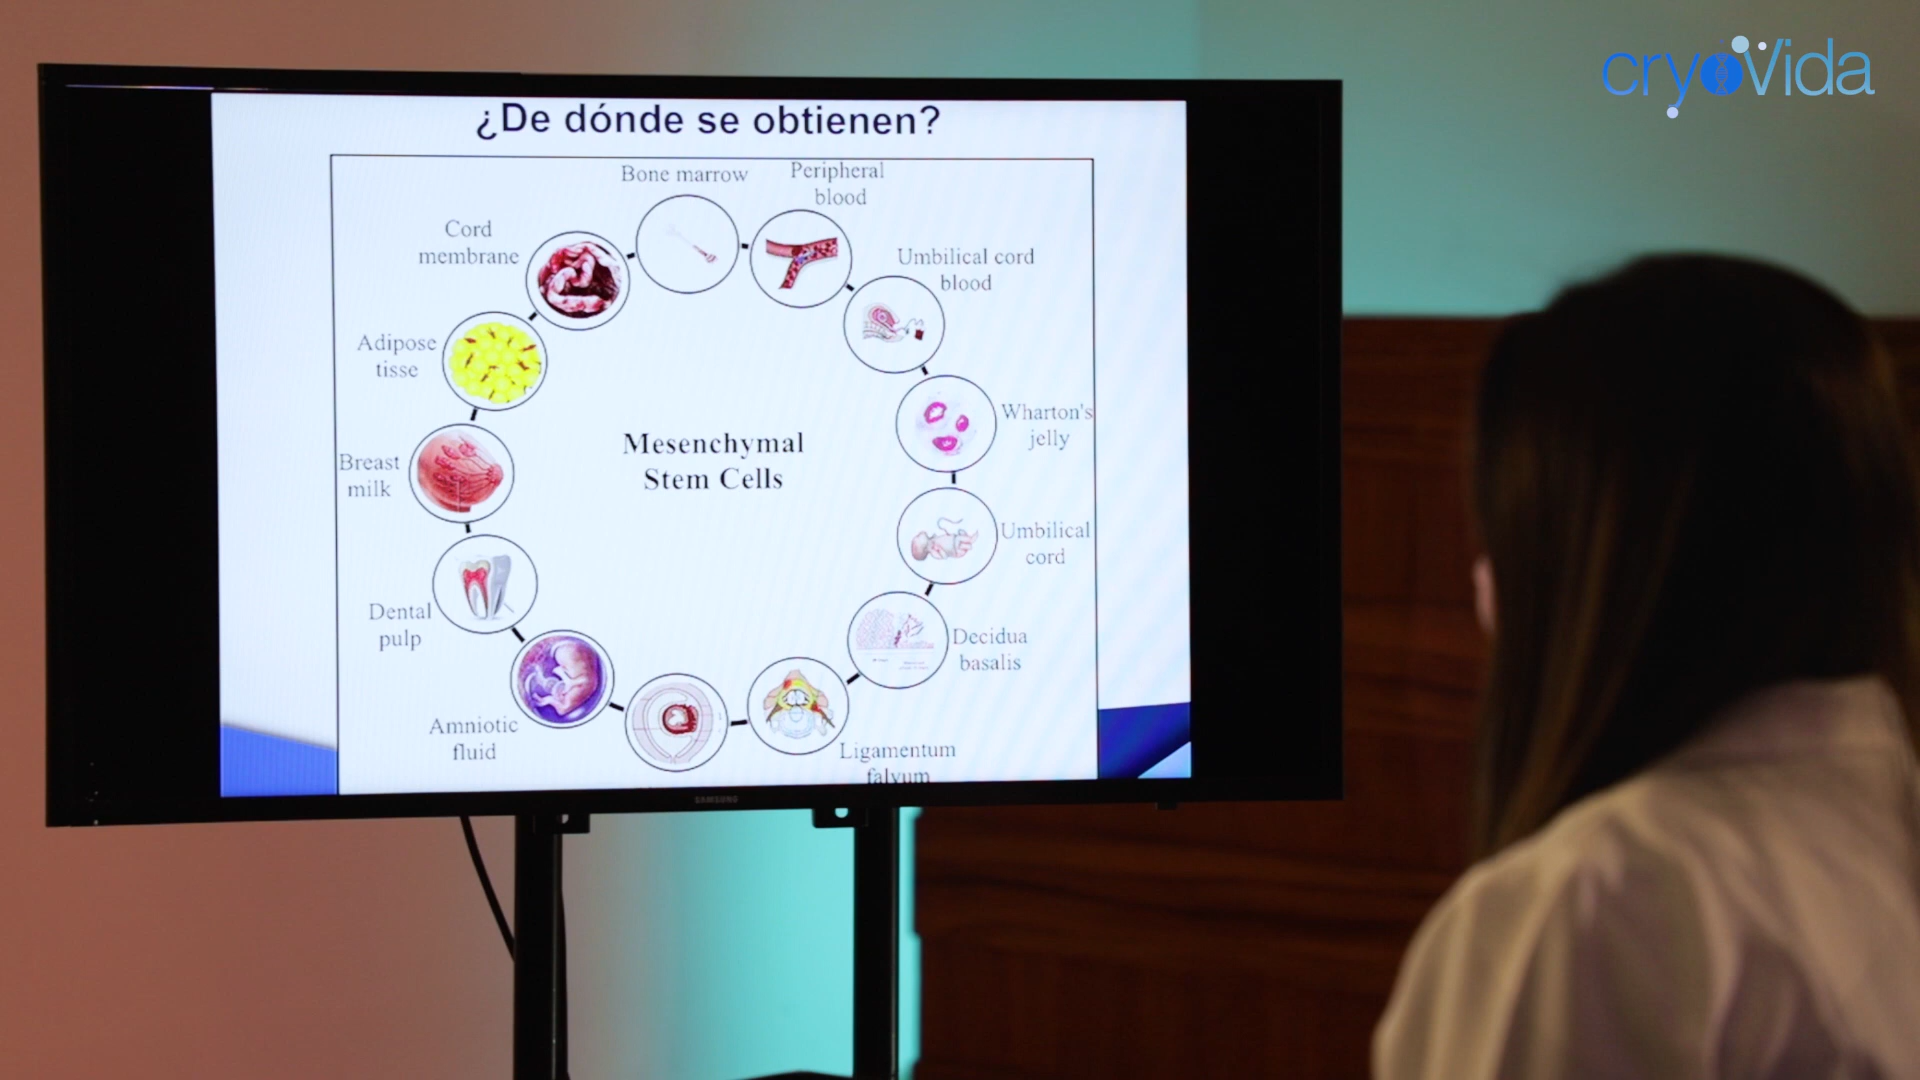 cryoVida
¿De dónde se obtienen?
Bone marrow
Peripheral
blood
Cord
membrane
Umbilical cord
blood
Adipose
tisse
Wharton's
jelly
Mesenchymal
Stem Cells
Breast
milk
Umbilical
cord
Dental
pulp
Decidua
basalis
Amniotic
fluid
Ligamentum
falvum
SAMSUNG